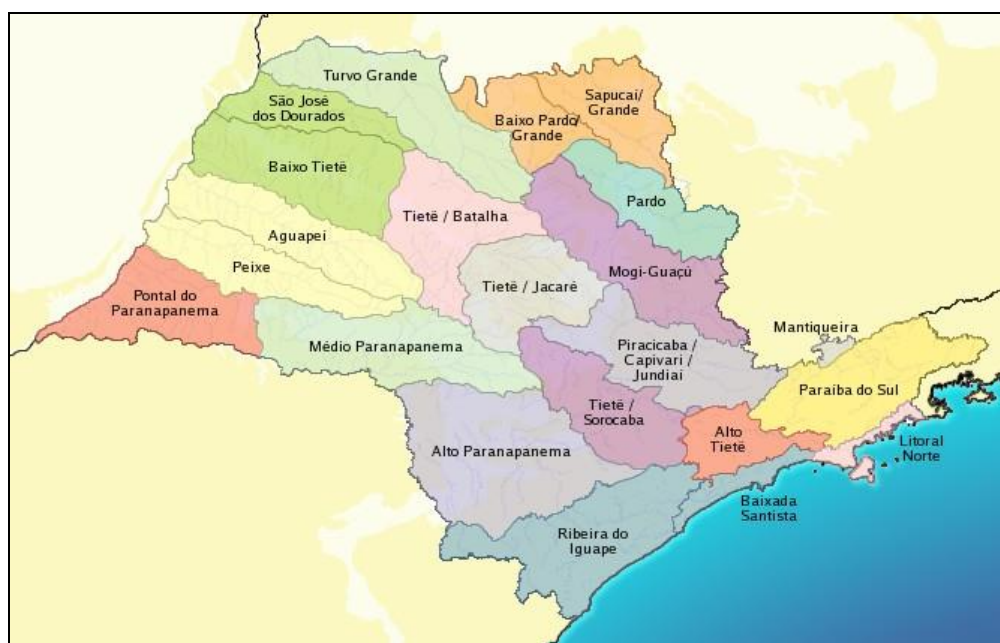 Turvo Grande
São José
dos Dourados
Baixo Tietê
Sapucaí/
Grande
Baixo Pardo/
Grande
Pardo
Tietê / Batalha
Aguapeí
Peixe
Mogi-Guaçú
Tietê / Jacaré
Pontal do
Paranapanema
Médio Paranapanema
Mantiqueira
Piracicaba /
Capivari /
Jundiaí
Paraiba do Sul
Tietê /
Sorocaba
Alto
Tietê
Litoral
Norte
Alto Paranapanema
Baixada
Santista
Ribeira do
Iguape